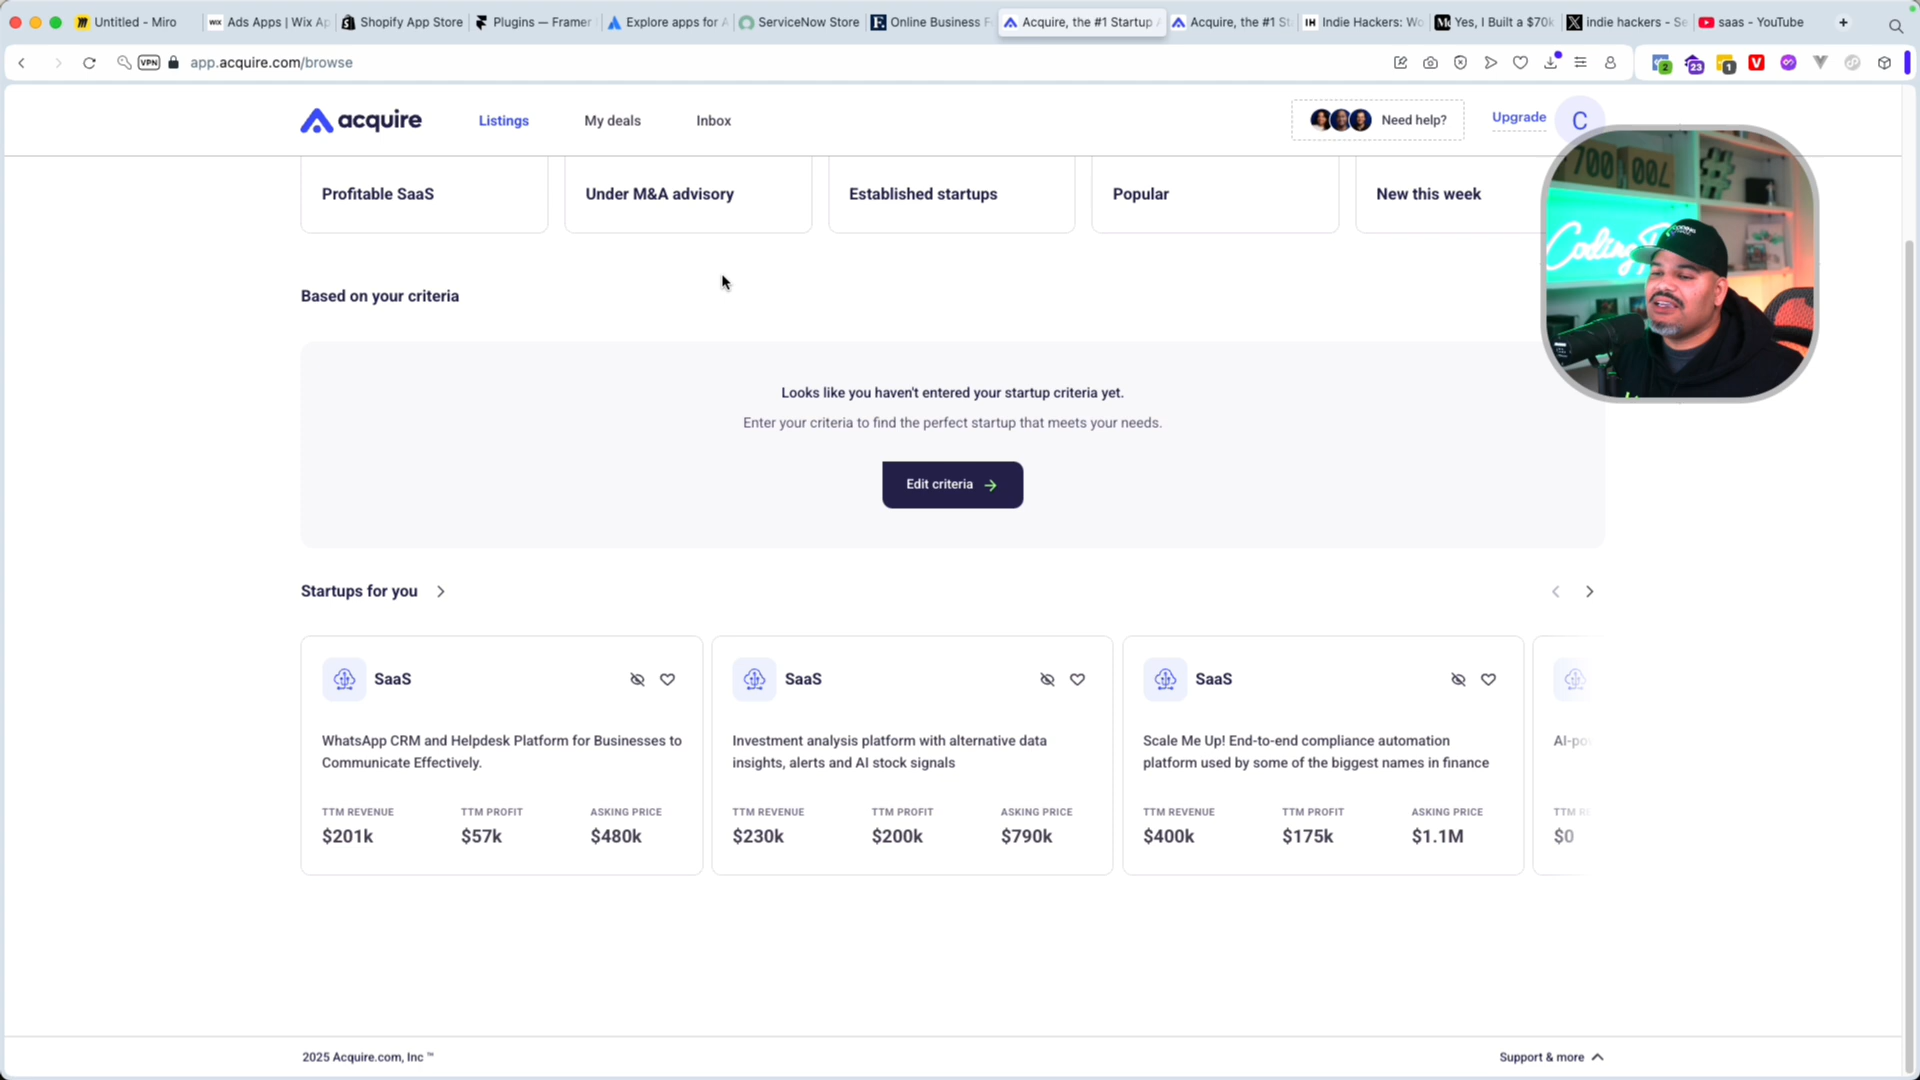 Untitled - Miro
Ads Apps | Wix Ap
Shopify App Store
Plugins — Framer
Explore apps for A
ServiceNow Store
Online Business F
Acquire, the #1 Startup
Acquire, the #1 St
Indie Hackers: Wo
Yes, I Built a $70k
indie hackers - Se
saas - YouTube
VPN
app.acquire.com/browse
2
23
1
acquire
Listings
My deals
Inbox
Need help?
Upgrade
C
Profitable SaaS
Under M&A advisory
Established startups
Popular
New this week
Based on your criteria
Looks like you haven't entered your startup criteria yet.
Enter your criteria to find the perfect startup that meets your needs.
Edit criteria
Startups for you
SaaS
WhatsApp CRM and Helpdesk Platform for Businesses to
Communicate Effectively.
TTM REVENUE
TTM PROFIT
ASKING PRICE
$201k
$57k
$480k
SaaS
Investment analysis platform with alternative data
insights, alerts and AI stock signals
TTM REVENUE
TTM PROFIT
ASKING PRICE
$230k
$200k
$790k
SaaS
Scale Me Up! End-to-end compliance automation
platform used by some of the biggest names in finance
TTM REVENUE
TTM PROFIT
ASKING PRICE
$400k
$175k
$1.1M
AI-po
TTM RE
$0
2025 Acquire.com, Inc ™
Support & more